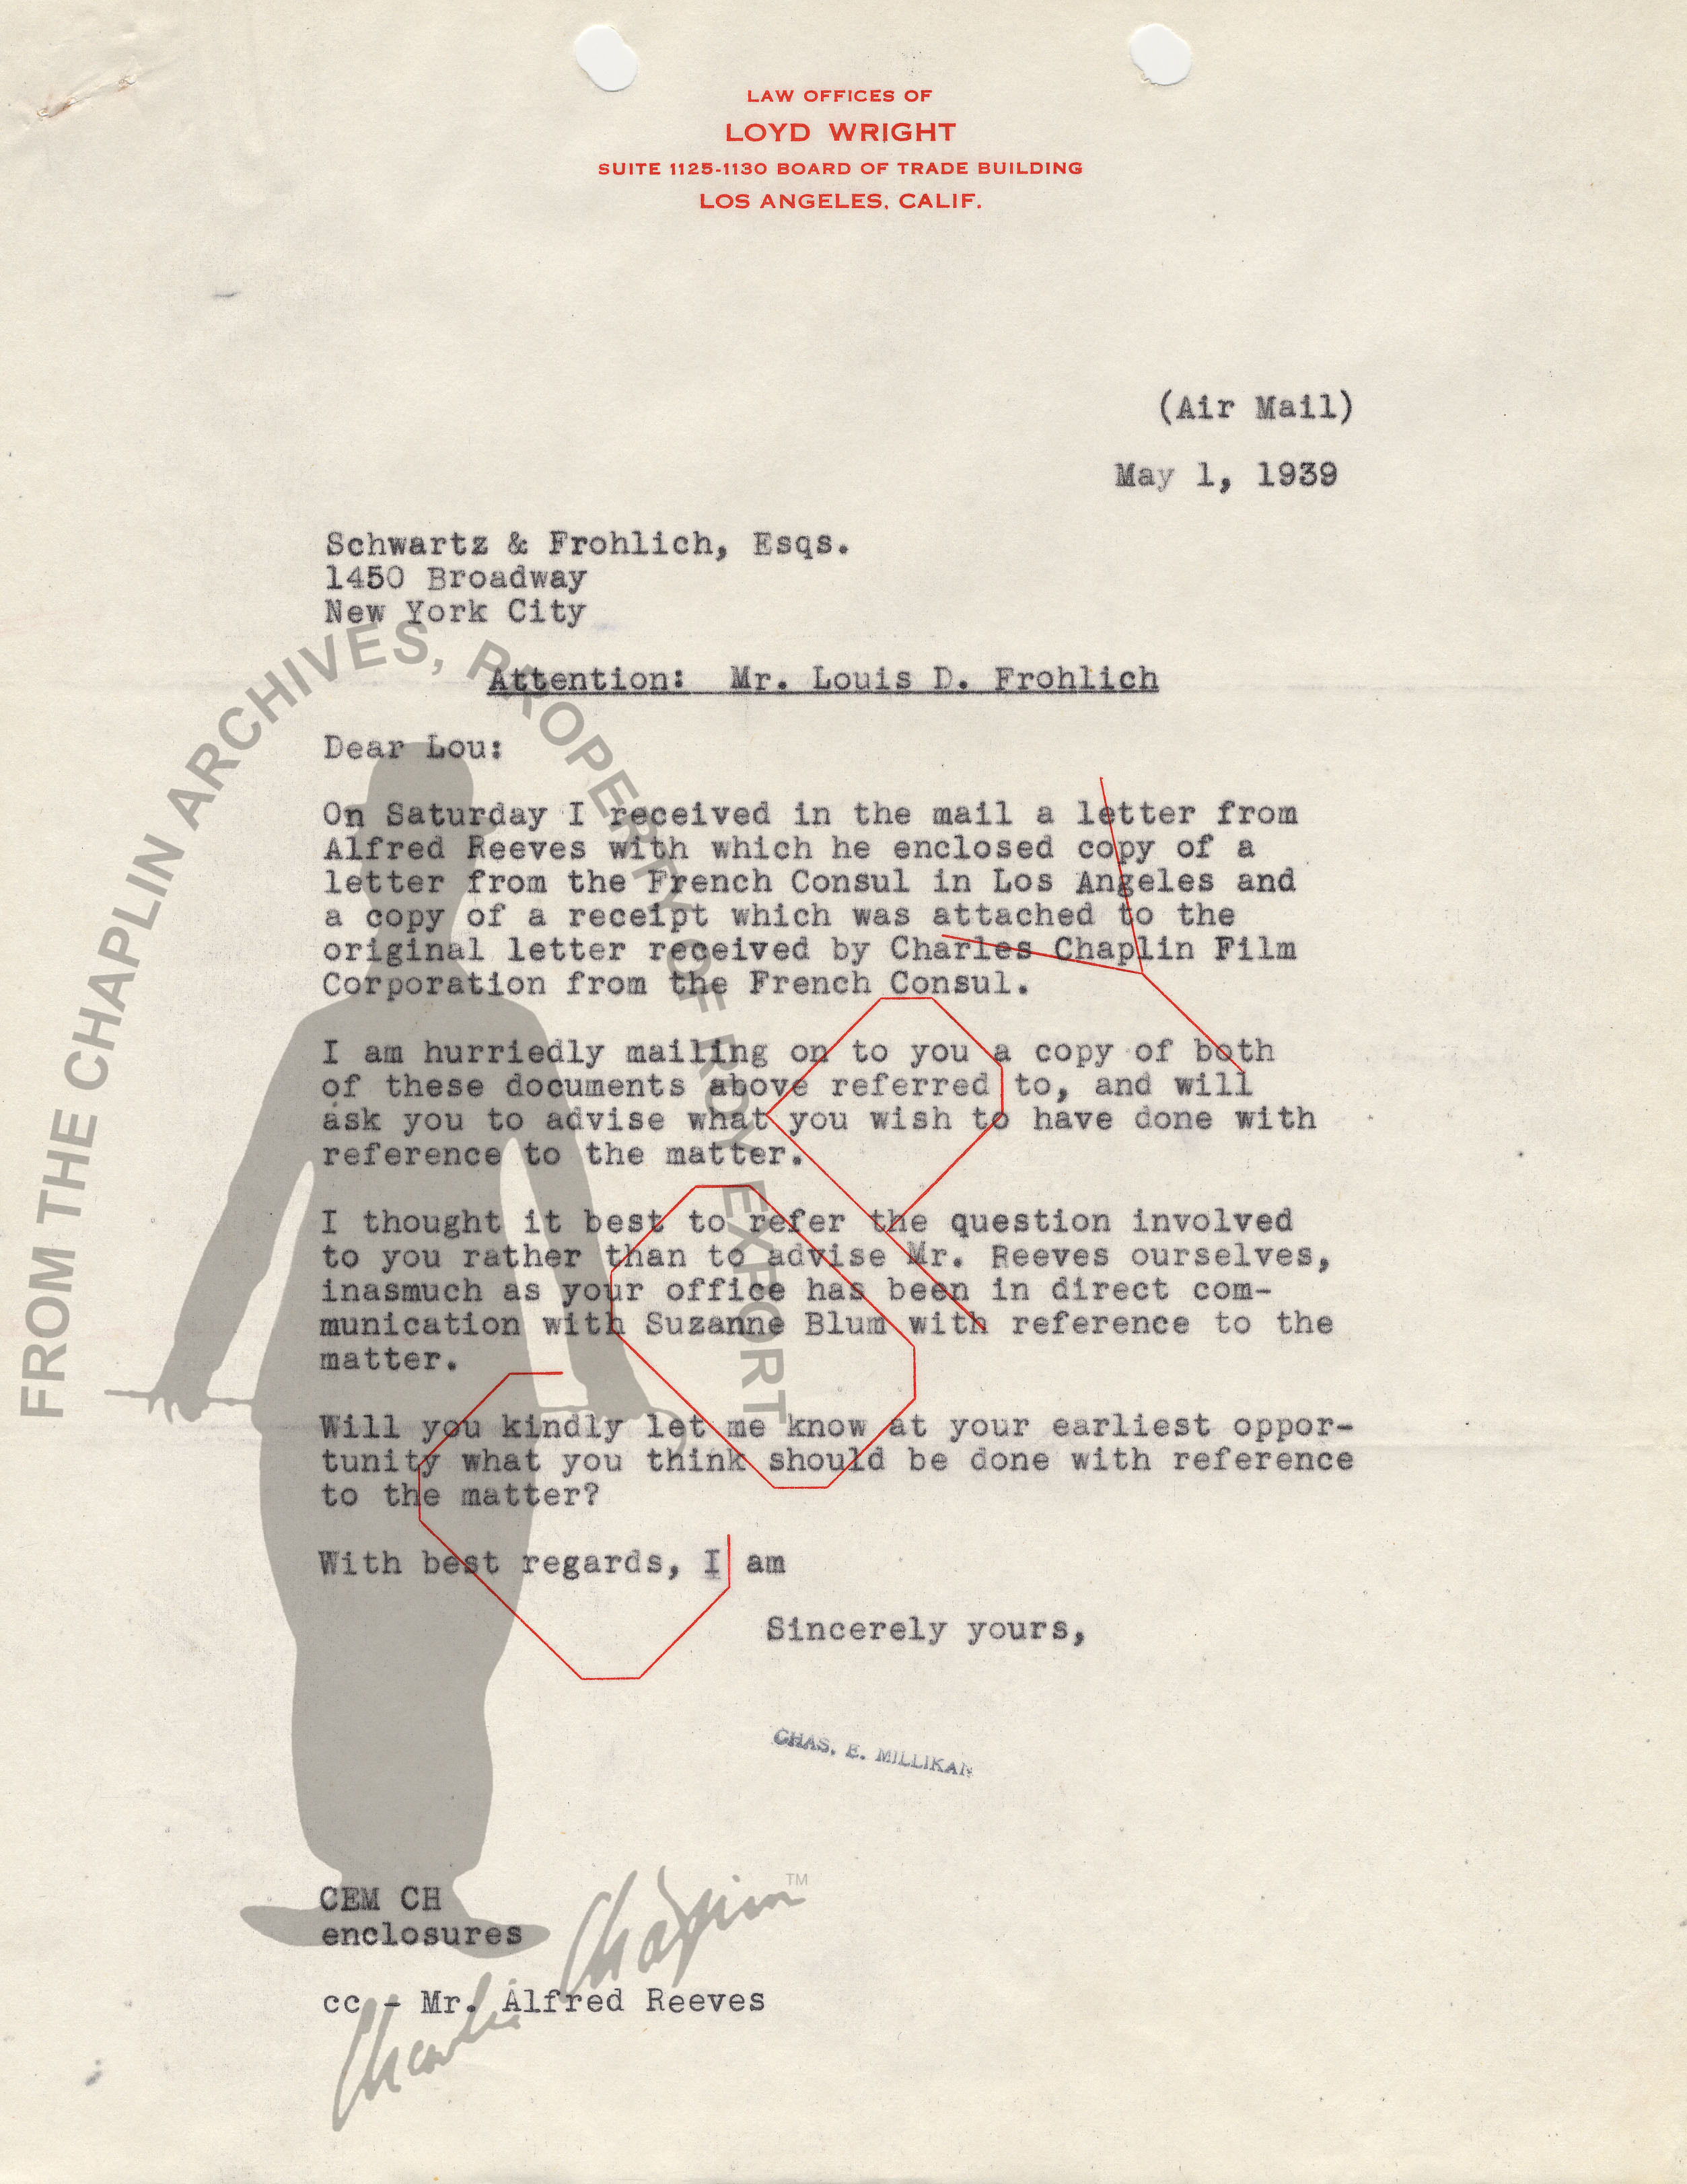 LAW OFFICES OF
LOYD WRIGHT
SUITE 1125-1130 BOARD OF TRADE BUILDING
LOS ANGELES, CALIF.
(Air Mail)
May 1, 1939
Schwartz & Frohlich, Esqs.
1450 Broadway
New York City
Attention: Mr. Louis D. Frohlich
Dear Lou:
On Saturday I received in the mail a letter from
Alfred Reeves with which he enclosed copy of a
letter from the French Consul in Los Angeles and
a copy of a receipt which was attached to the
original letter received by Charles Chaplin Film
Corporation from the French Consul.
I am hurriedly mailing on to you a copy of both
of these documents above referred to, and will
ask you to advise what you wish to have done with
reference to the matter.
I thought it best to refer the question involved
to you rather than to advise Mr. Reeves ourselves,
inasmuch as your office has been in direct com-
munication with Suzanne Blum with reference to the
matter.
Will you kindly let me know at your earliest oppor-
tunity what you think should be done with reference
to the matter?
With best regards, I am
Sincerely yours,
CHAS. E. MILLIKAN
CEM CH
enclosures
cc - Mr. Alfred Reeves
FROM THE CHAPLIN ARCHIVES, PROPERTY OF ROY EXPORT
Charlie Chaplin TM